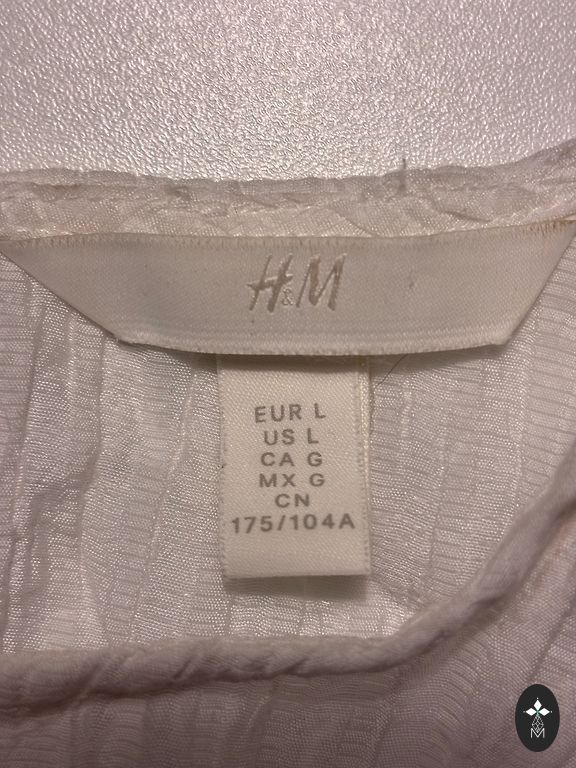 H&M
EUR L
US L
CA G
MX G
CN
175/104A
M